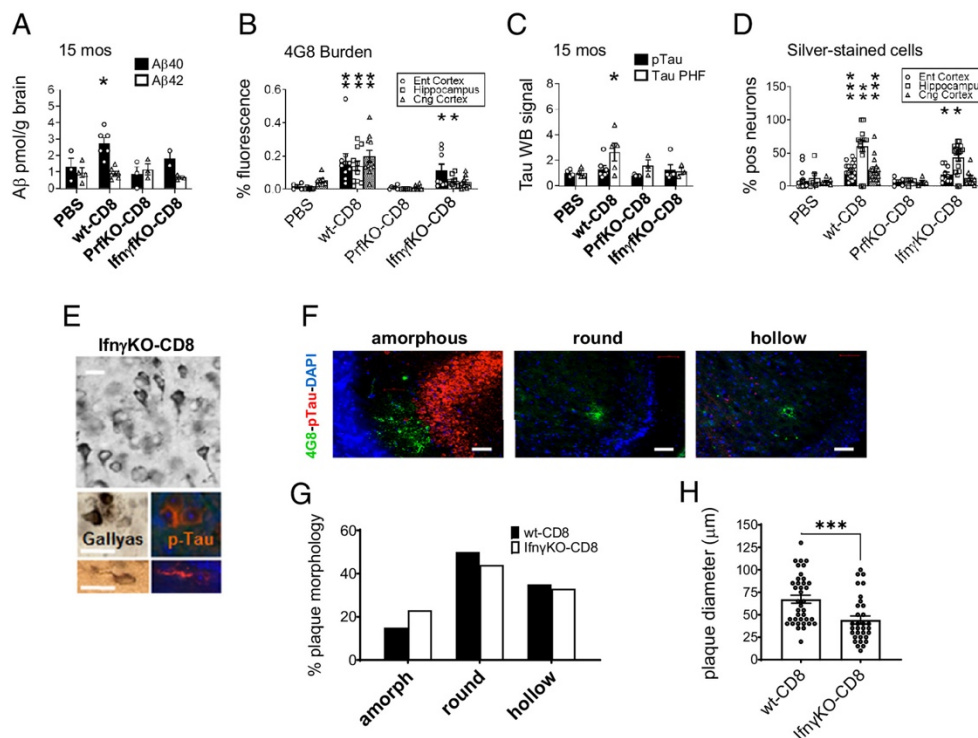 A
15 mos
Aβ40
Aβ42
*
Aβ pmol/g brain
6
5
4
3
2
1
0
PBS
wt-CD8
PrfKO-CD8
IfnγfKO-CD8
B
4G8 Burden
Ent Cortex
Hippocampus
Cng Cortex
* * *
* * *
* *
% fluorescence
0.6
0.4
0.2
0.0
PBS
wt-CD8
PrfKO-CD8
IfnγKO-CD8
C
15 mos
pTau
Tau PHF
*
Tau WB signal
8
6
4
2
0
PBS
wt-CD8
PrfKO-CD8
IfnγKO-CD8
D
Silver-stained cells
Ent Cortex
Hippocampus
Cng Cortex
* * *
* * *
* * *
* *
% pos neurons
150
100
50
0
PBS
wt-CD8
PrfKO-CD8
IfnγKO-CD8
E
IfnγKO-CD8
Gallyas
p-Tau
F
amorphous
round
hollow
4G8-pTau-DAPI
G
wt-CD8
IfnγKO-CD8
% plaque morphology
60
40
20
0
amorph
round
hollow
H
***
plaque diameter (μm)
150
125
100
75
50
25
0
wt-CD8
IfnγKO-CD8